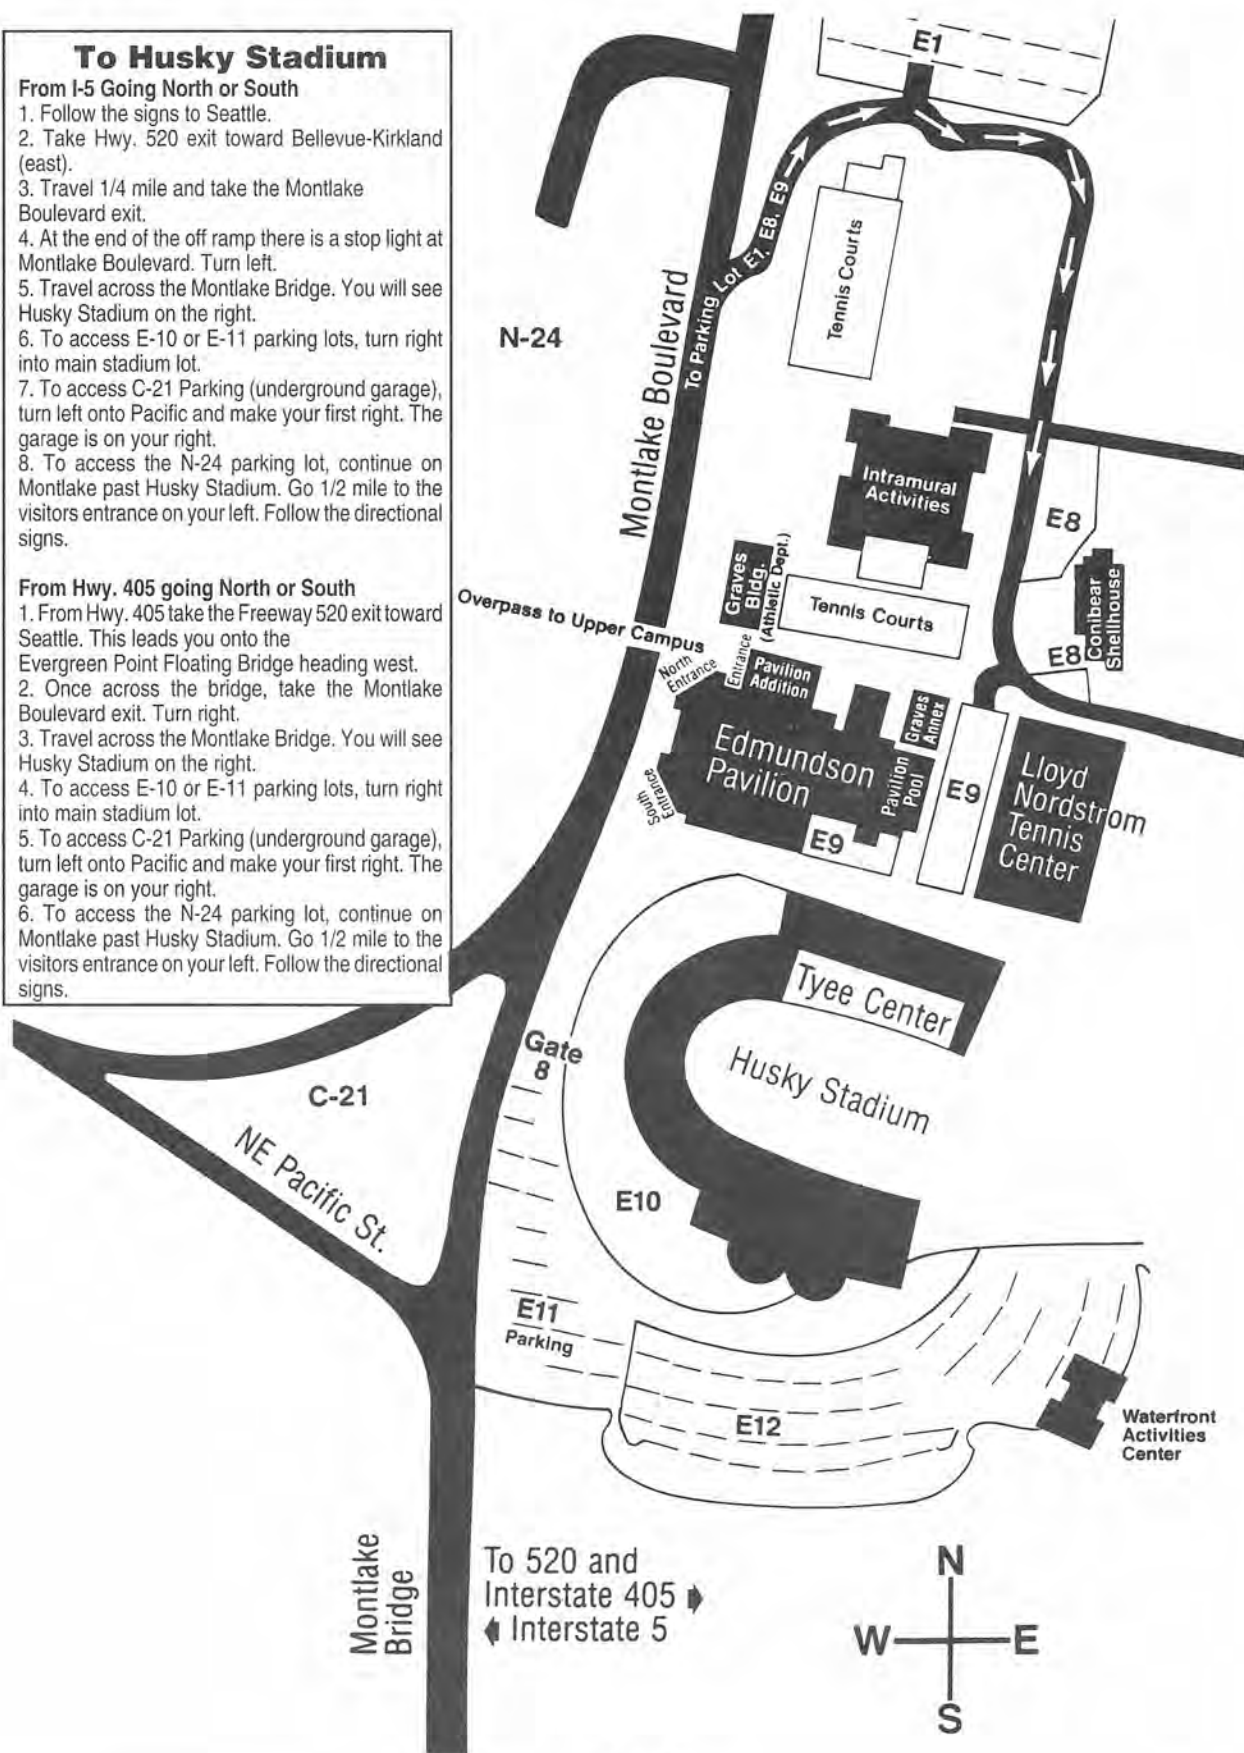 To Husky Stadium
From I-5 Going North or South
1. Follow the signs to Seattle.
2. Take Hwy. 520 exit toward Bellevue-Kirkland
(east).
3. Travel 1/4 mile and take the Montlake
Boulevard exit.
4. At the end of the off ramp there is a stop light at
Montlake Boulevard. Turn left.
5. Travel across the Montlake Bridge. You will see
Husky Stadium on the right.
6. To access E-10 or E-11 parking lots, turn right
into main stadium lot.
7. To access C-21 Parking (underground garage),
turn left onto Pacific and make your first right. The
garage is on your right.
8. To access the N-24 parking lot, continue on
Montlake past Husky Stadium. Go 1/2 mile to the
visitors entrance on your left. Follow the directional
signs.
From Hwy. 405 going North or South
1. From Hwy. 405 take the Freeway 520 exit toward
Seattle. This leads you onto the
Evergreen Point Floating Bridge heading west.
2. Once across the bridge, take the Montlake
Boulevard exit. Turn right.
3. Travel across the Montlake Bridge. You will see
Husky Stadium on the right.
4. To access E-10 or E-11 parking lots, turn right
into main stadium lot.
5. To access C-21 Parking (underground garage),
turn left onto Pacific and make your first right. The
garage is on your right.
6. To access the N-24 parking lot, continue on
Montlake past Husky Stadium. Go 1/2 mile to the
visitors entrance on your left. Follow the directional
signs.
E1
To Parking Lot E1, E8, E9
Tennis Courts
N-24
Montlake Boulevard
Intramural
Activities
E8
Graves
Bldg.
(Athletic Dept.)
Conibear
Shellhouse
Tennis Courts
Overpass to Upper Campus
E8
North
Entrance
Entrance
Pavilion
Addition
Graves
Annex
Edmundson
Pavilion
Pavilion
Pool
E9
Lloyd
Nordstrom
Tennis
Center
South
Entrance
E9
Tyee Center
Gate
8
Husky Stadium
C-21
NE Pacific St.
E10
E11
Parking
E12
Waterfront
Activities
Center
Montlake
Bridge
To 520 and
Interstate 405
Interstate 5
N
W E
S